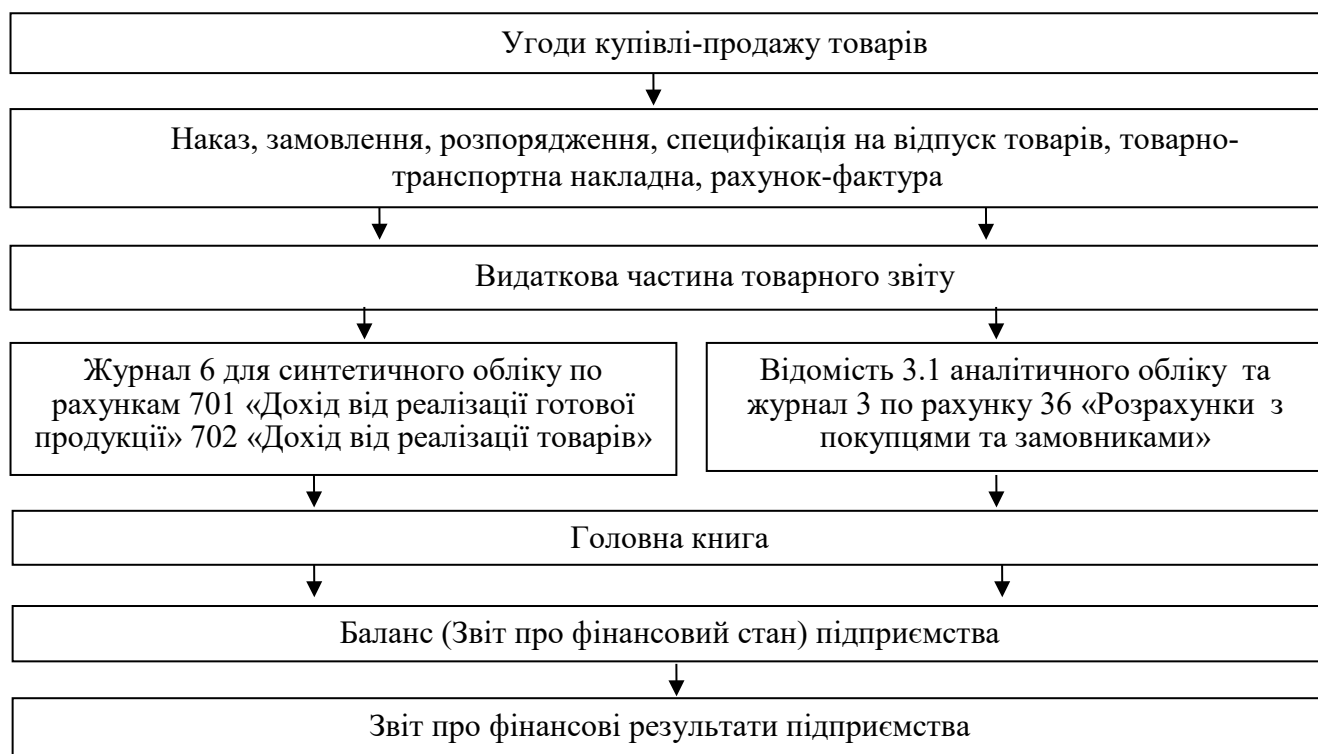 Угоди купівлі-продажу товарів
Наказ, замовлення, розпорядження, специфікація на відпуск товарів, товарно-
транспортна накладна, рахунок-фактура
Видаткова частина товарного звіту
Журнал 6 для синтетичного обліку по
рахункам 701 «Дохід від реалізації готової
продукції» 702 «Дохід від реалізації товарів»
Відомість 3.1 аналітичного обліку та
журнал 3 по рахунку 36 «Розрахунки з
покупцями та замовниками»
Головна книга
Баланс (Звіт про фінансовий стан) підприємства
Звіт про фінансові результати підприємства